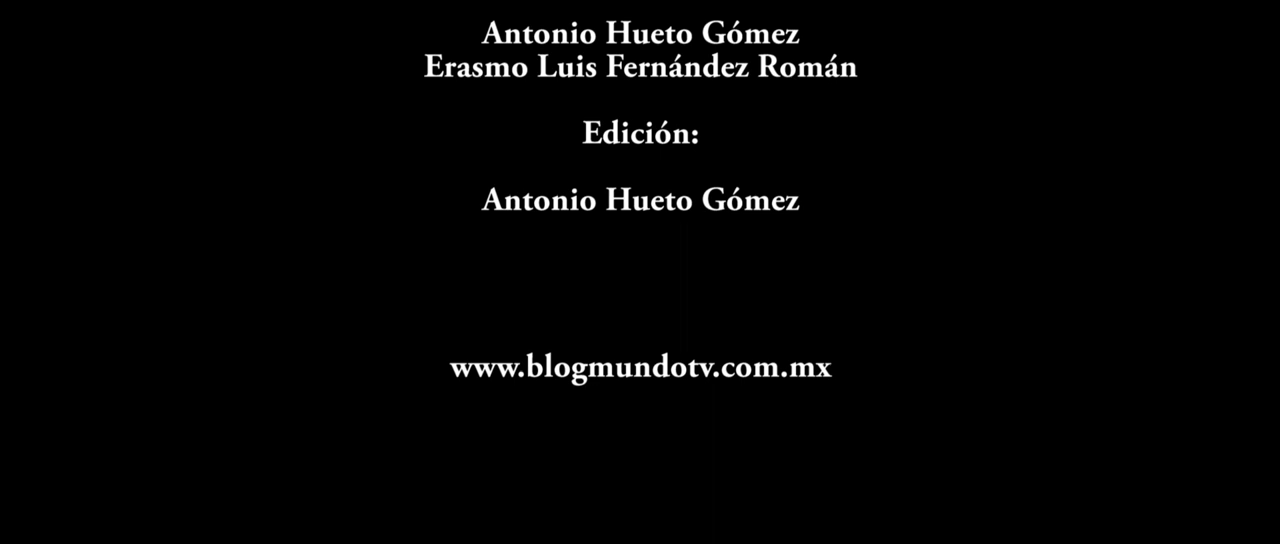 Antonio Hueto Gómez
Erasmo Luis Fernández Román
Edición:
Antonio Hueto Gómez
www.blogmundotv.com.mx